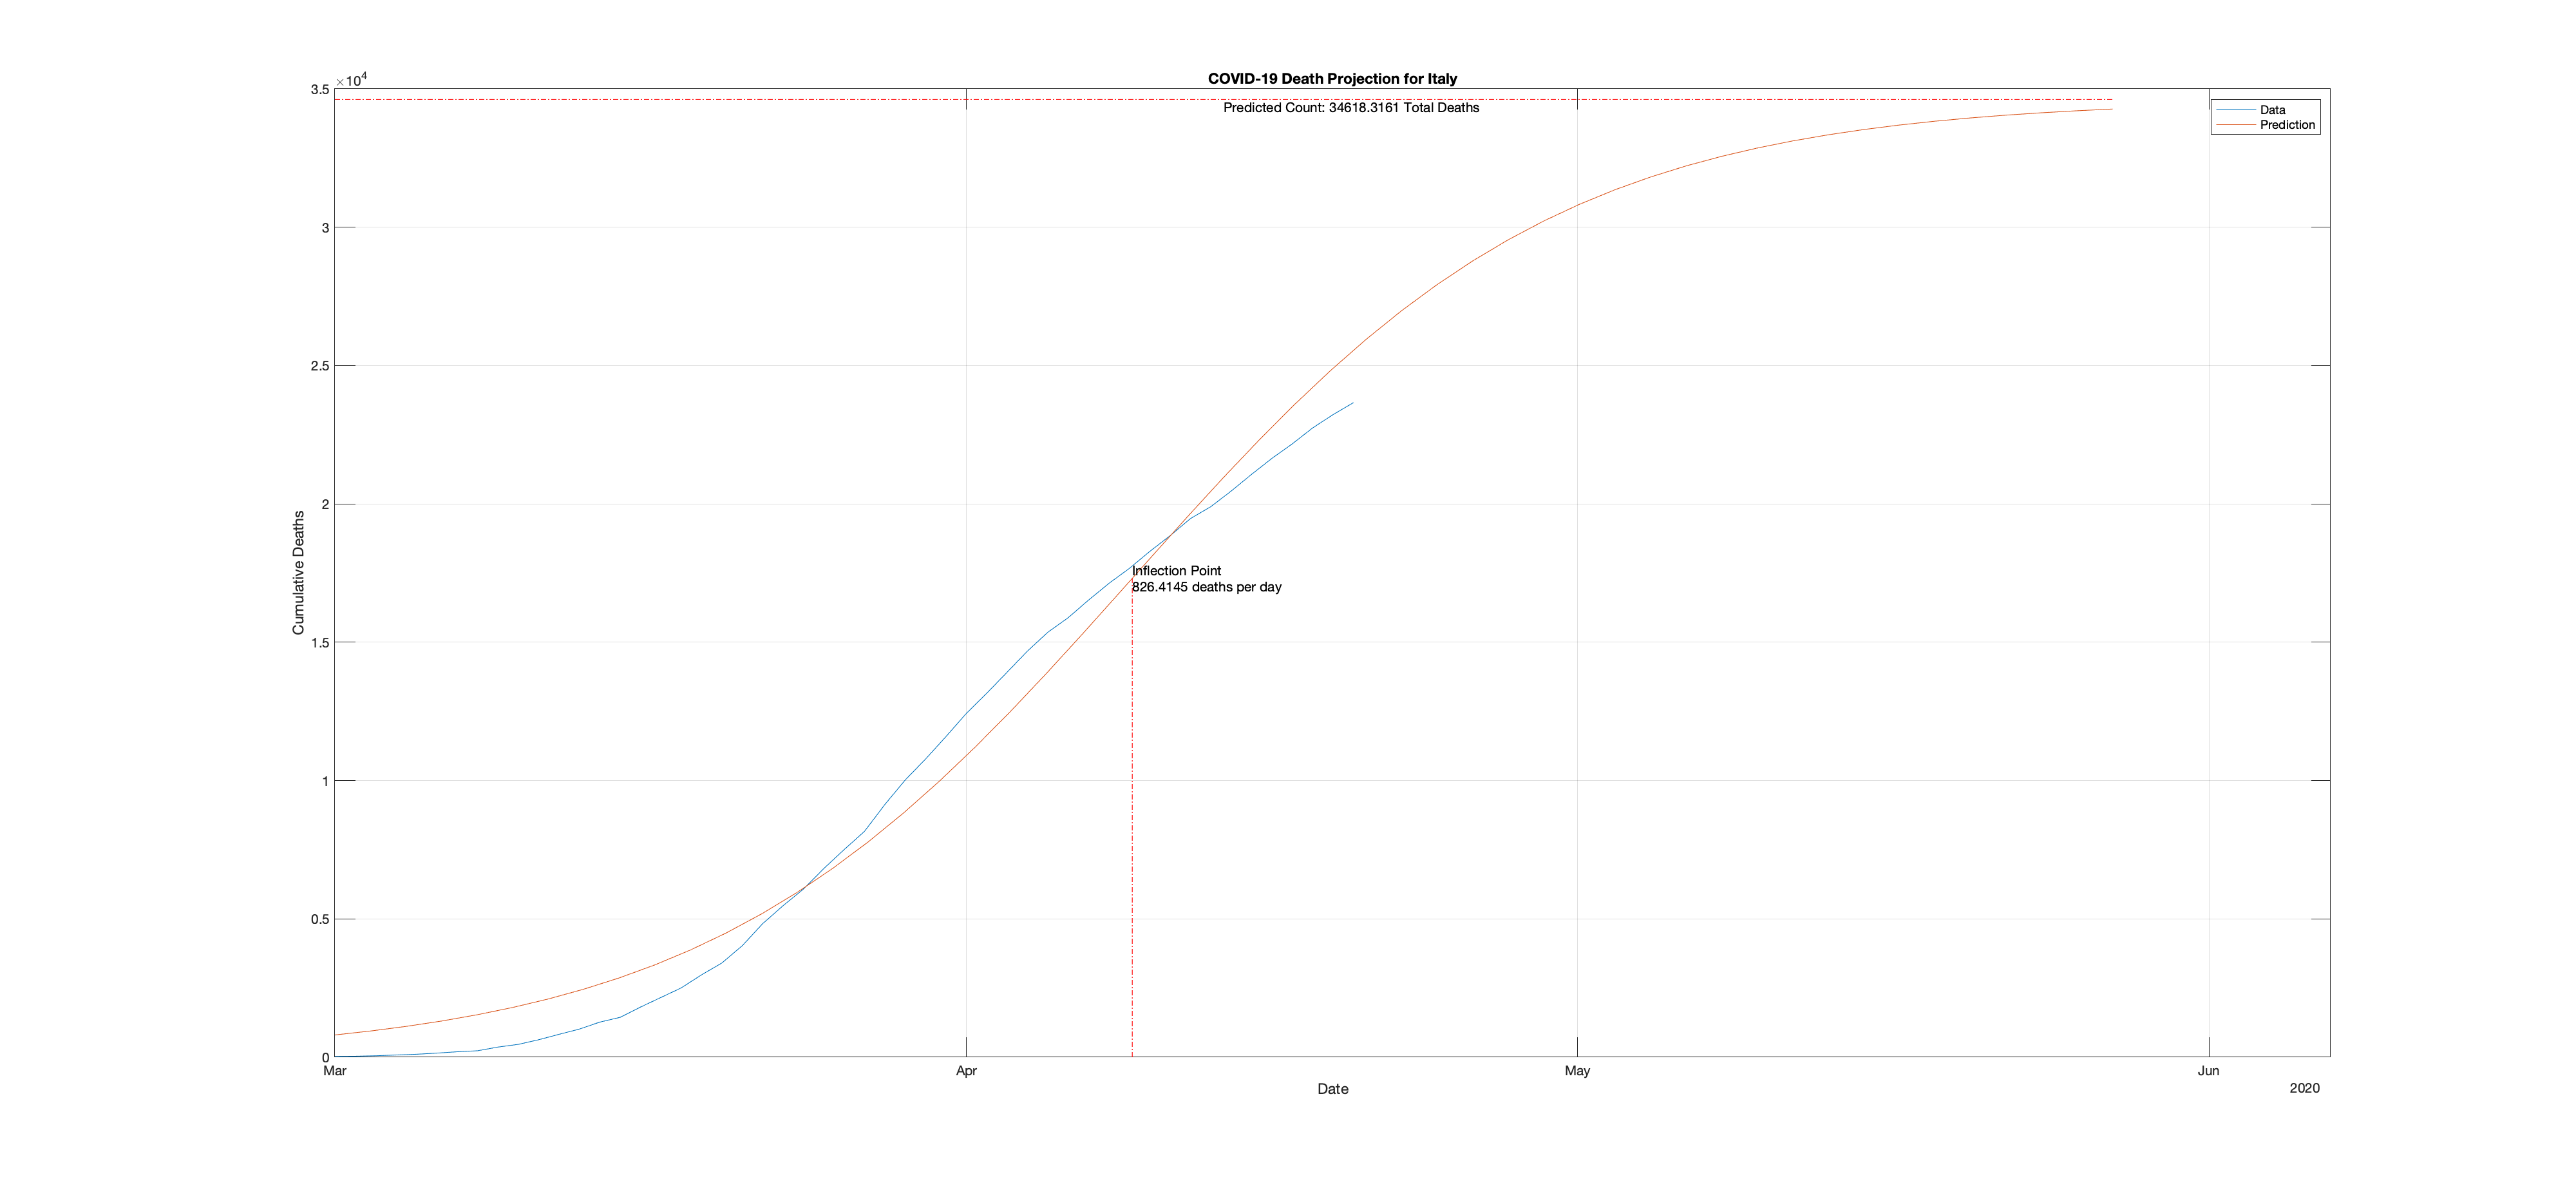 COVID-19 Death Projection for Italy
×10^4
3.5
3
2.5
2
1.5
1
0.5
0
Cumulative Deaths
Predicted Count: 34618.3161 Total Deaths
Data
Prediction
Inflection Point
826.4145 deaths per day
Mar
Apr
May
Jun
Date
2020